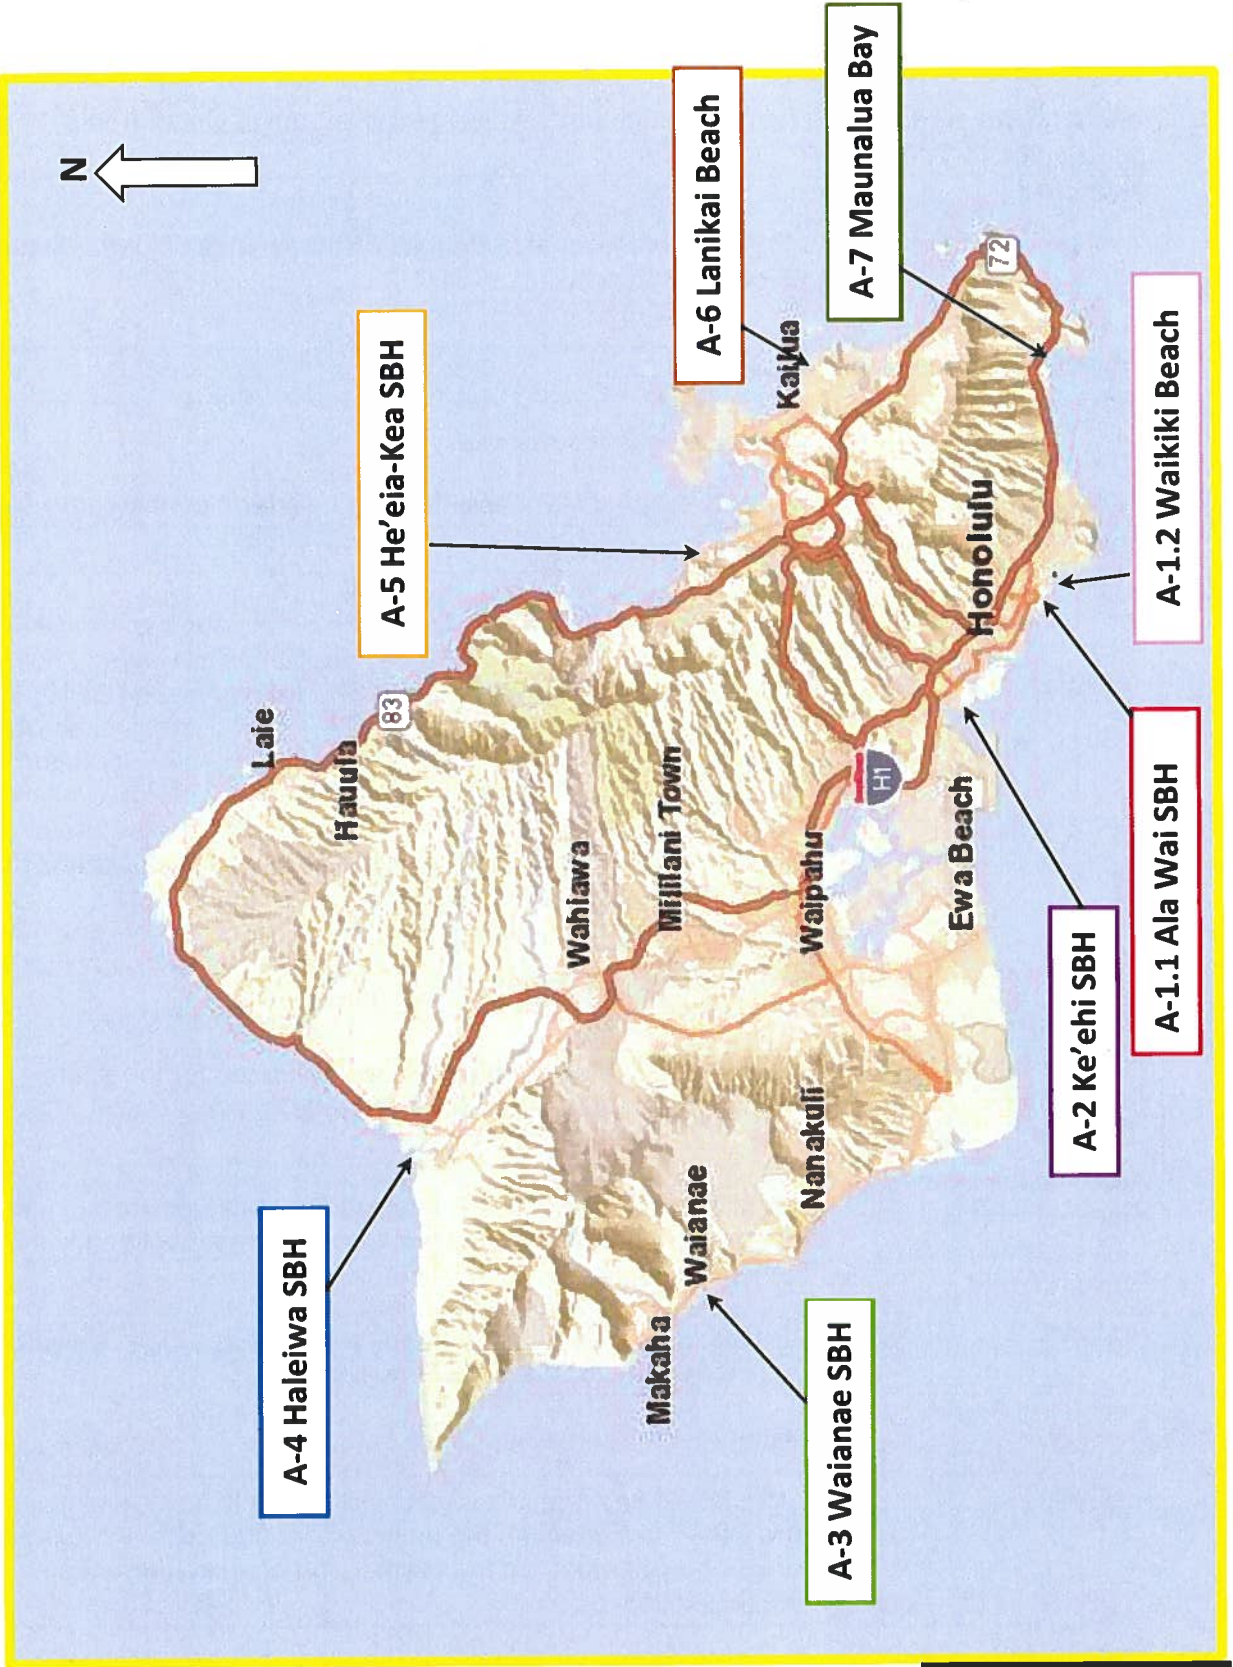 N
A-4 Haleiwa SBH
A-5 He'eia-Kea SBH
Laie
Hauula
83
Wahiawa
Mililani Town
Makaha
Waianae
A-3 Waianae SBH
Nanakuli
Waipahu
H1
Ewa Beach
A-6 Lanikai Beach
Kailua
A-7 Maunalua Bay
72
Honolulu
A-2 Ke'ehi SBH
A-1.1 Ala Wai SBH
A-1.2 Waikiki Beach